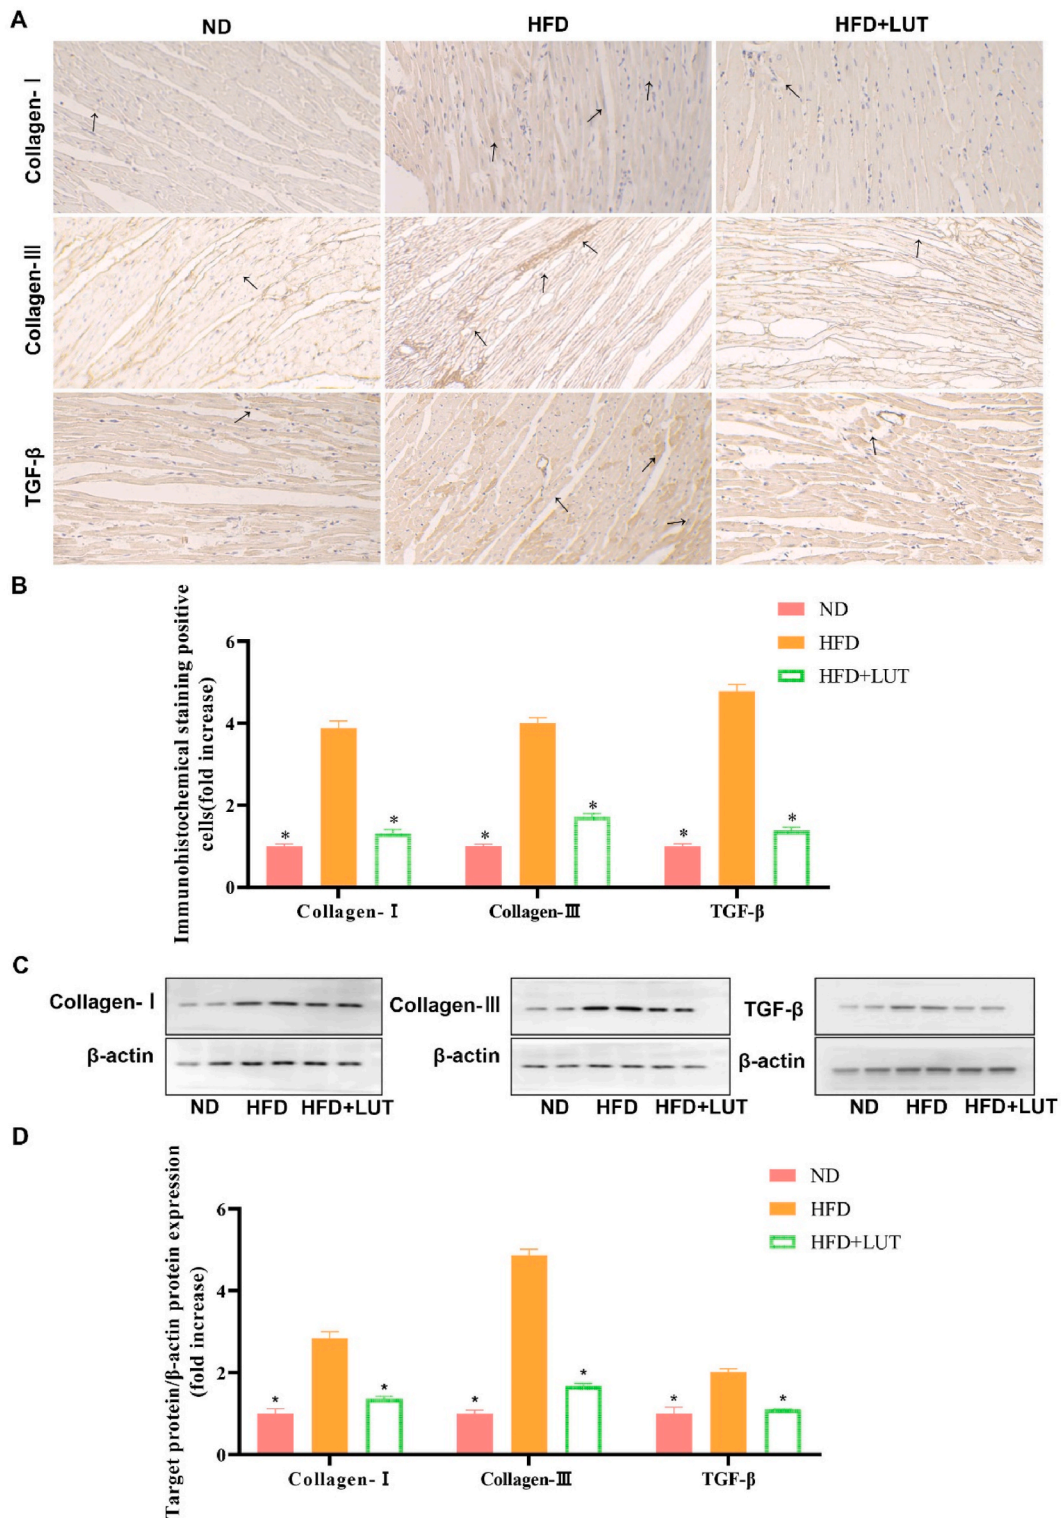 A
ND HFD HFD+LUT
Collagen- Ⅰ
Collagen-Ⅲ
TGF-β
B
Immunohistochemical staining positive
cells(fold increase)
ND
HFD
HFD+LUT
6
4
2
0
* * * * * *
Collagen- Ⅰ Collagen-Ⅲ TGF-β
C
Collagen- Ⅰ
β-actin
ND HFD HFD+LUT
Collagen-Ⅲ
β-actin
ND HFD HFD+LUT
TGF-β
β-actin
ND HFD HFD+LUT
D
Target protein/β-actin protein expression
(fold increase)
ND
HFD
HFD+LUT
6
4
2
0
* * * * * *
Collagen- Ⅰ Collagen-Ⅲ TGF-β